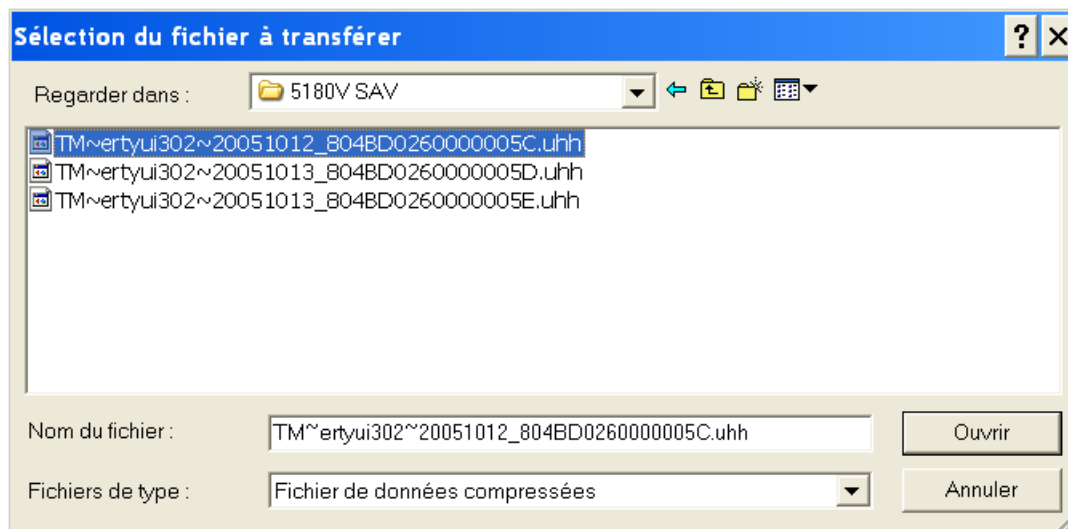 Sélection du fichier à transférer
Regarder dans :
5180V SAV
TM~ertyui302~20051012_804BD0260000005C.uhh
TM~ertyui302~20051013_804BD0260000005D.uhh
TM~ertyui302~20051013_804BD0260000005E.uhh
Nom du fichier :
TM~ertyui302~20051012_804BD0260000005C.uhh
Ouvrir
Fichiers de type :
Fichier de données compressées
Annuler